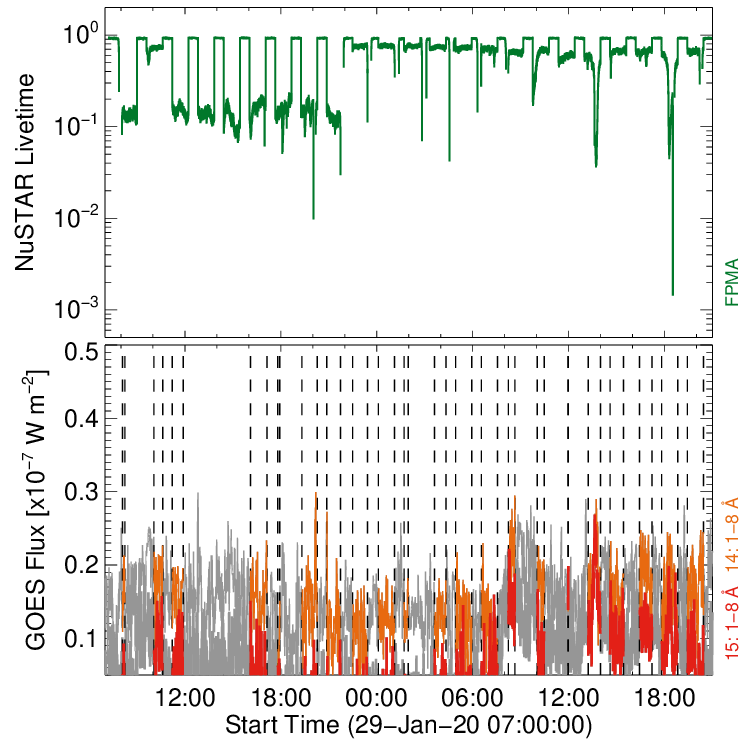 NuSTAR Livetime
10⁰
10⁻¹
10⁻²
10⁻³
FPMA
GOES Flux [x10⁻⁷ W m⁻²]
0.5
0.4
0.3
0.2
0.1
15: 1−8 Å 14: 1−8 Å
12:00 18:00 00:00 06:00 12:00 18:00
Start Time (29−Jan−20 07:00:00)